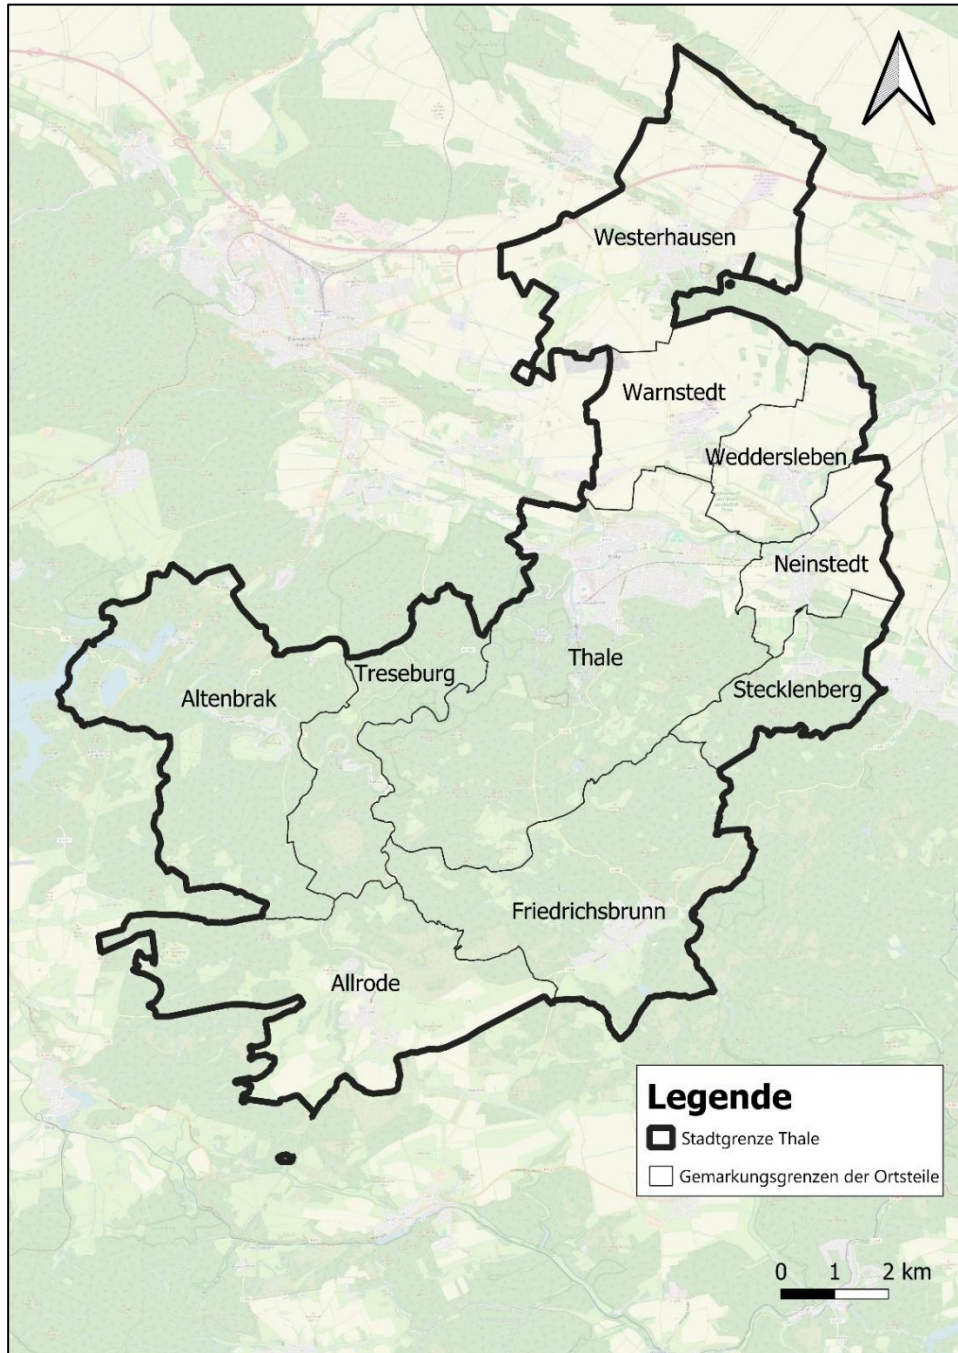 Westerhausen
Warnstedt
Weddersleben
Neinstedt
Thale
Treseburg
Stecklenberg
Altenbrak
Friedrichsbrunn
Allrode
Legende
Stadtgrenze Thale
Gemarkungsgrenzen der Ortsteile
0 1 2 km